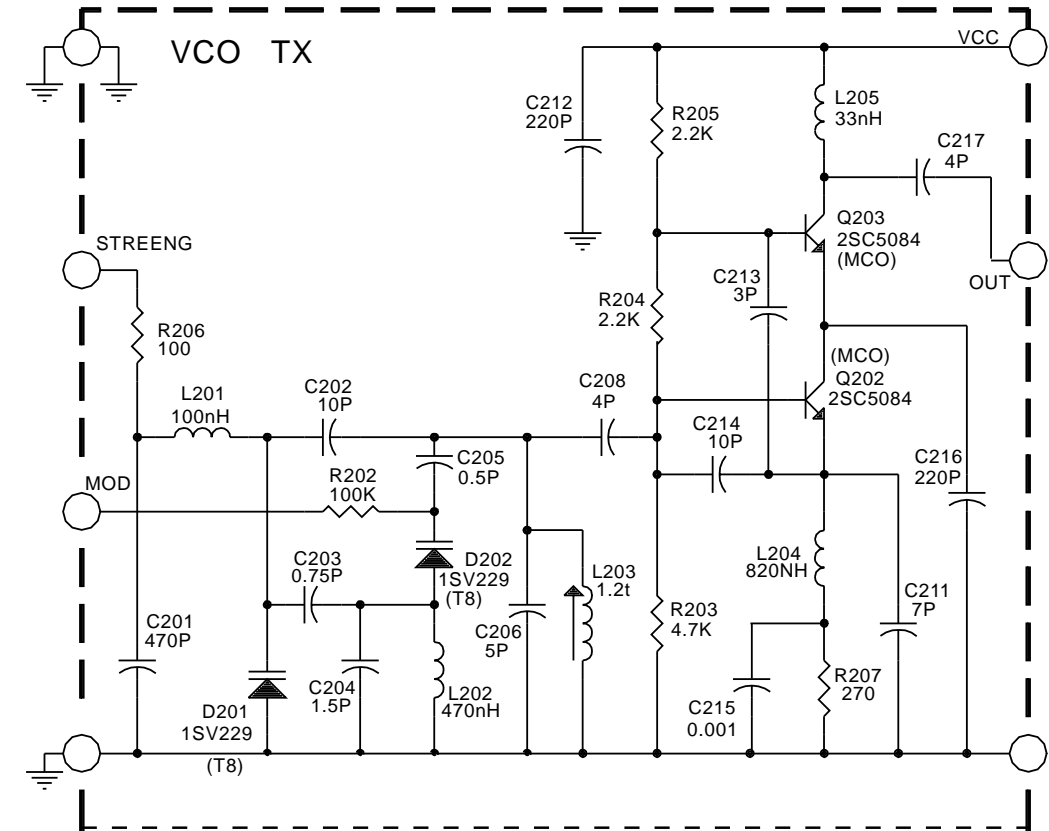 VCO TX
VCC
L205
33nH
C212
220P
R205
2.2K
C217
4P
STREENG
Q203
2SC5084
(MCO)
OUT
C213
3P
R204
2.2K
R206
100
(MCO)
Q202
2SC5084
L201
100nH
C202
10P
C208
4P
C214
10P
C216
220P
C205
0.5P
R202
100K
MOD
C203
0.75P
D202
1SV229
(T8)
L204
820NH
L203
1.2t
C211
7P
C201
470P
C206
5P
R203
4.7K
C204
1.5P
L202
470nH
R207
270
C215
0.001
D201
1SV229
(T8)